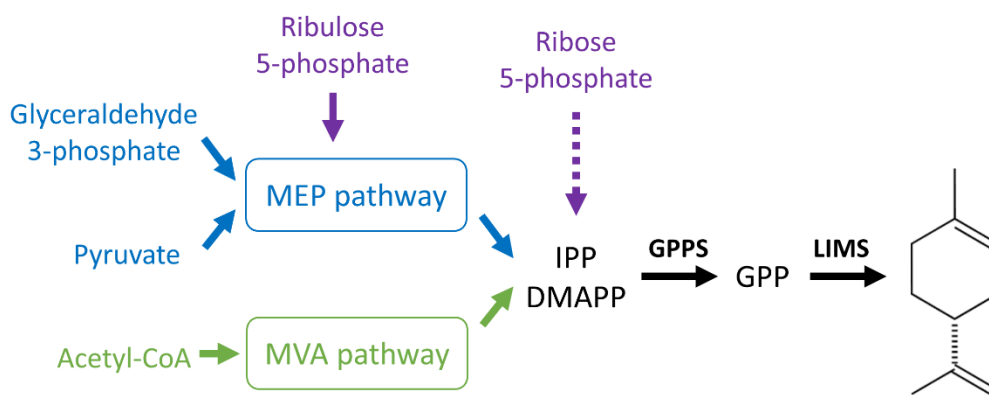 Ribulose
5-phosphate
Ribose
5-phosphate
Glyceraldehyde
3-phosphate
MEP pathway
Pyruvate
IPP
DMAPP
GPPS
GPP
LIMS
Acetyl-CoA
MVA pathway